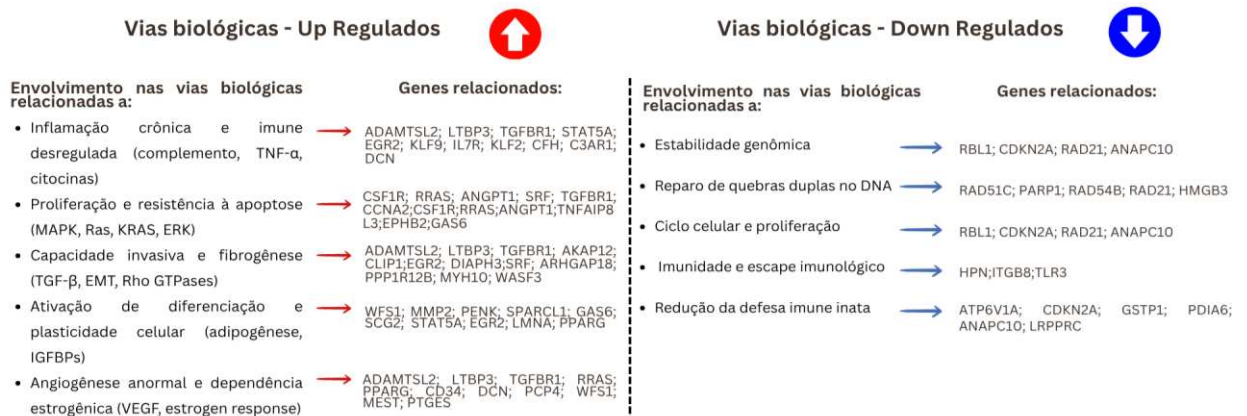 Vias biológicas - Up Regulados
Envolvimento nas vias biológicas
relacionadas a:
Genes relacionados:
• Inflamação crônica e imune
desregulada (complemento, TNF-α,
citocinas)
ADAMTSL2; LTBP3; TGFBR1; STAT5A;
EGR2; KLF9; IL7R; KLF2; CFH; C3AR1;
DCN
• Proliferação e resistência à apoptose
(MAPK, Ras, KRAS, ERK)
CSF1R; RRAS; ANGPT1; SRF; TGFBR1;
CCNA2;CSF1R;RRAS;ANGPT1;TNFAIP8
L3;EPHB2;GAS6
• Capacidade invasiva e fibrogênese
(TGF-β, EMT, Rho GTPases)
ADAMTSL2; LTBP3; TGFBR1; AKAP12;
CLIP1;EGR2; DIAPH3;SRF; ARHGAP18;
PPP1R12B; MYH10; WASF3
• Ativação de diferenciação e
plasticidade celular (adipogênese,
IGFBPs)
WFS1; MMP2; PENK; SPARCL1; GAS6;
SCG2; STAT5A; EGR2; LMNA; PPARG
• Angiogênese anormal e dependência
estrogênica (VEGF, estrogen response)
ADAMTSL2; LTBP3; TGFBR1; RRAS;
PPARG; CD34; DCN; PCP4; WFS1;
MEST; PTGES
Vias biológicas - Down Regulados
Envolvimento nas vias biológicas
relacionadas a:
Genes relacionados:
• Estabilidade genômica
RBL1; CDKN2A; RAD21; ANAPC10
• Reparo de quebras duplas no DNA
RAD51C; PARP1; RAD54B; RAD21; HMGB3
• Ciclo celular e proliferação
RBL1; CDKN2A; RAD21; ANAPC10
• Imunidade e escape imunológico
HPN;ITGB8;TLR3
• Redução da defesa imune inata
ATP6V1A; CDKN2A; GSTP1; PDIA6;
ANAPC10; LRPPRC